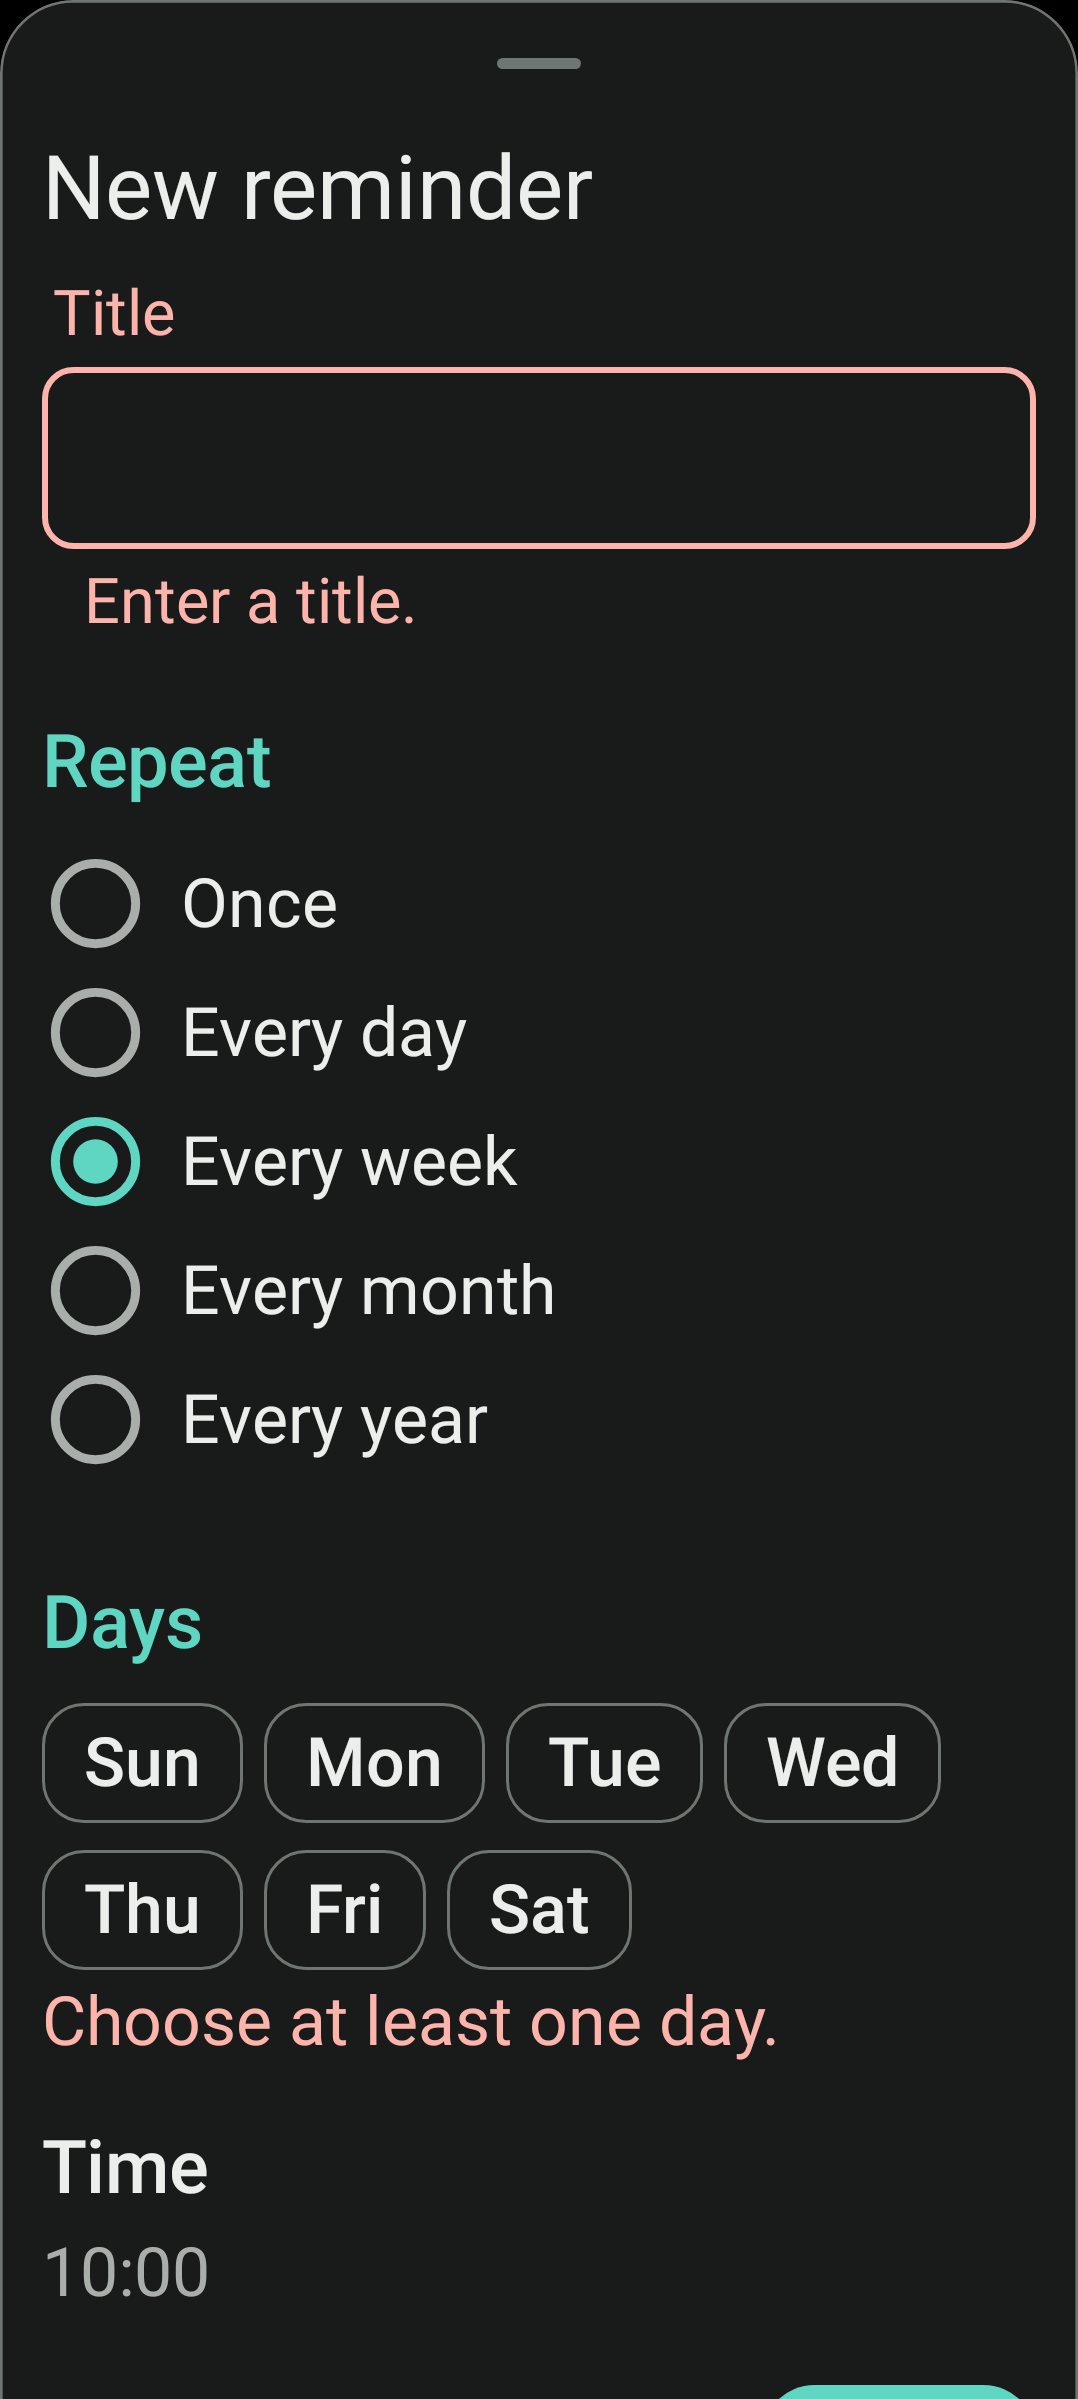 New reminder
Title
Enter a title.
Repeat
Once
Every day
Every week
Every month
Every year
Days
Sun Mon Tue Wed
Thu Fri Sat
Choose at least one day.
Time
10:00